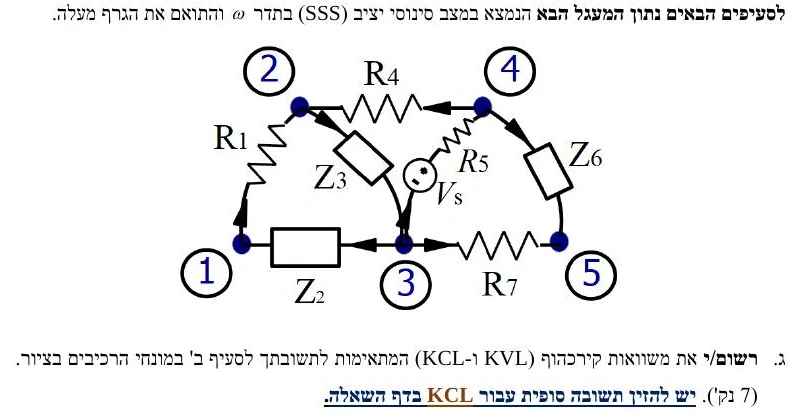 לסעיפים הבאים נתון המעגל הבא הנמצא במצב סינוסי יציב (SSS) בתדר ω והתואם את הגרף מעלה.
2
R4
4
R1
Z3
R5
Z6
Vs
1
Z2
3
R7
5
ג. רשום/י את משוואות קירכהוף (KVL ו-KCL) המתאימות לתשובתך לסעיף ב' במונחי הרכיבים בציור.
(7 נק'). יש להזין תשובה סופית עבור KCL בדף השאלה.